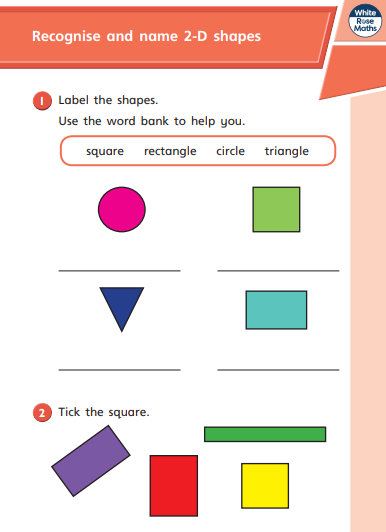 Recognise and name 2-D shapes
White
Rose
Maths
1 Label the shapes.
Use the word bank to help you.
square rectangle circle triangle
2 Tick the square.